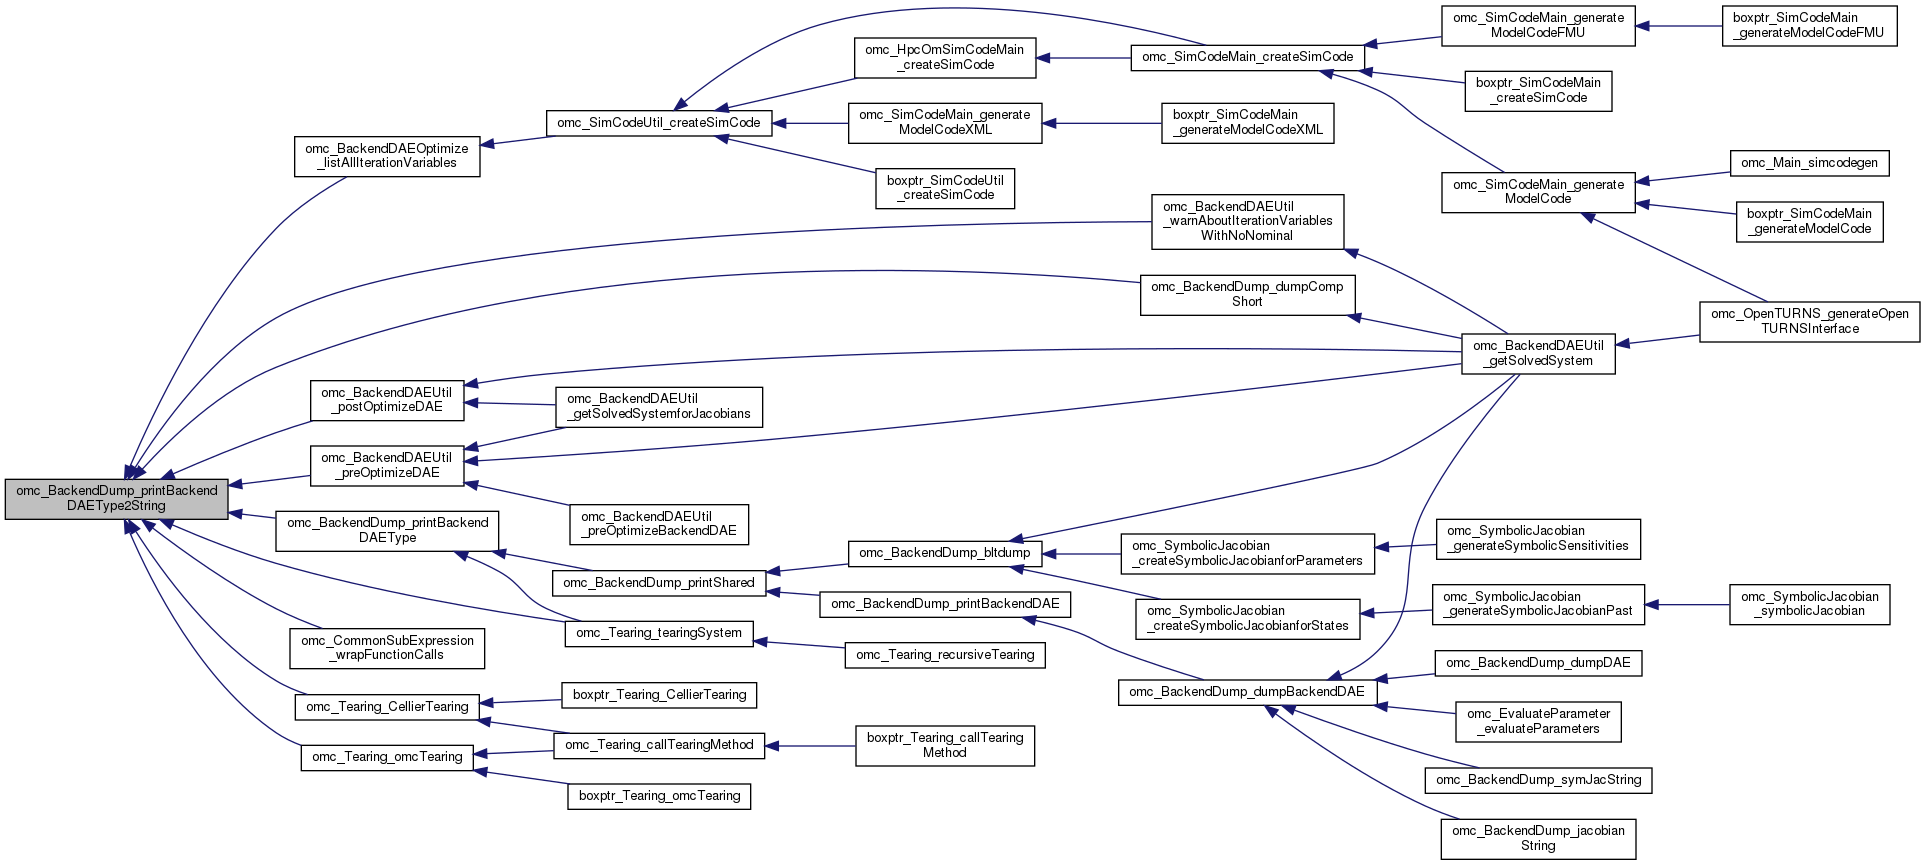 omc_BackendDump_printBackend
DAEType2String
omc_BackendDAEOptimize
_listAllIterationVariables
omc_SimCodeUtil_createSimCode
omc_HpcOmSimCodeMain
_createSimCode
omc_SimCodeMain_createSimCode
omc_SimCodeMain_generate
ModelCodeFMU
boxptr_SimCodeMain
_generateModelCodeFMU
boxptr_SimCodeMain
_createSimCode
omc_SimCodeMain_generate
ModelCodeXML
boxptr_SimCodeMain
_generateModelCodeXML
boxptr_SimCodeUtil
_createSimCode
omc_SimCodeMain_generate
ModelCode
omc_Main_simcodegen
boxptr_SimCodeMain
_generateModelCode
omc_OpenTURNS_generateOpen
TURNSInterface
omc_BackendDAEUtil
_warnAboutIterationVariables
WithNoNominal
omc_BackendDump_dumpComp
Short
omc_BackendDAEUtil
_getSolvedSystem
omc_BackendDAEUtil
_postOptimizeDAE
omc_BackendDAEUtil
_getSolvedSystemforJacobians
omc_BackendDAEUtil
_preOptimizeDAE
omc_BackendDAEUtil
_preOptimizeBackendDAE
omc_BackendDump_printBackend
DAEType
omc_BackendDump_printShared
omc_BackendDump_bltdump
omc_SymbolicJacobian
_createSymbolicJacobianforParameters
omc_SymbolicJacobian
_generateSymbolicSensitivities
omc_SymbolicJacobian
_createSymbolicJacobianforStates
omc_SymbolicJacobian
_generateSymbolicJacobianPast
omc_SymbolicJacobian
_symbolicJacobian
omc_BackendDump_printBackendDAE
omc_Tearing_tearingSystem
omc_Tearing_recursiveTearing
omc_CommonSubExpression
_wrapFunctionCalls
omc_BackendDump_dumpBackendDAE
omc_BackendDump_dumpDAE
omc_EvaluateParameter
_evaluateParameters
omc_BackendDump_symJacString
omc_BackendDump_jacobian
String
omc_Tearing_CellierTearing
boxptr_Tearing_CellierTearing
omc_Tearing_callTearingMethod
boxptr_Tearing_callTearing
Method
omc_Tearing_omcTearing
boxptr_Tearing_omcTearing